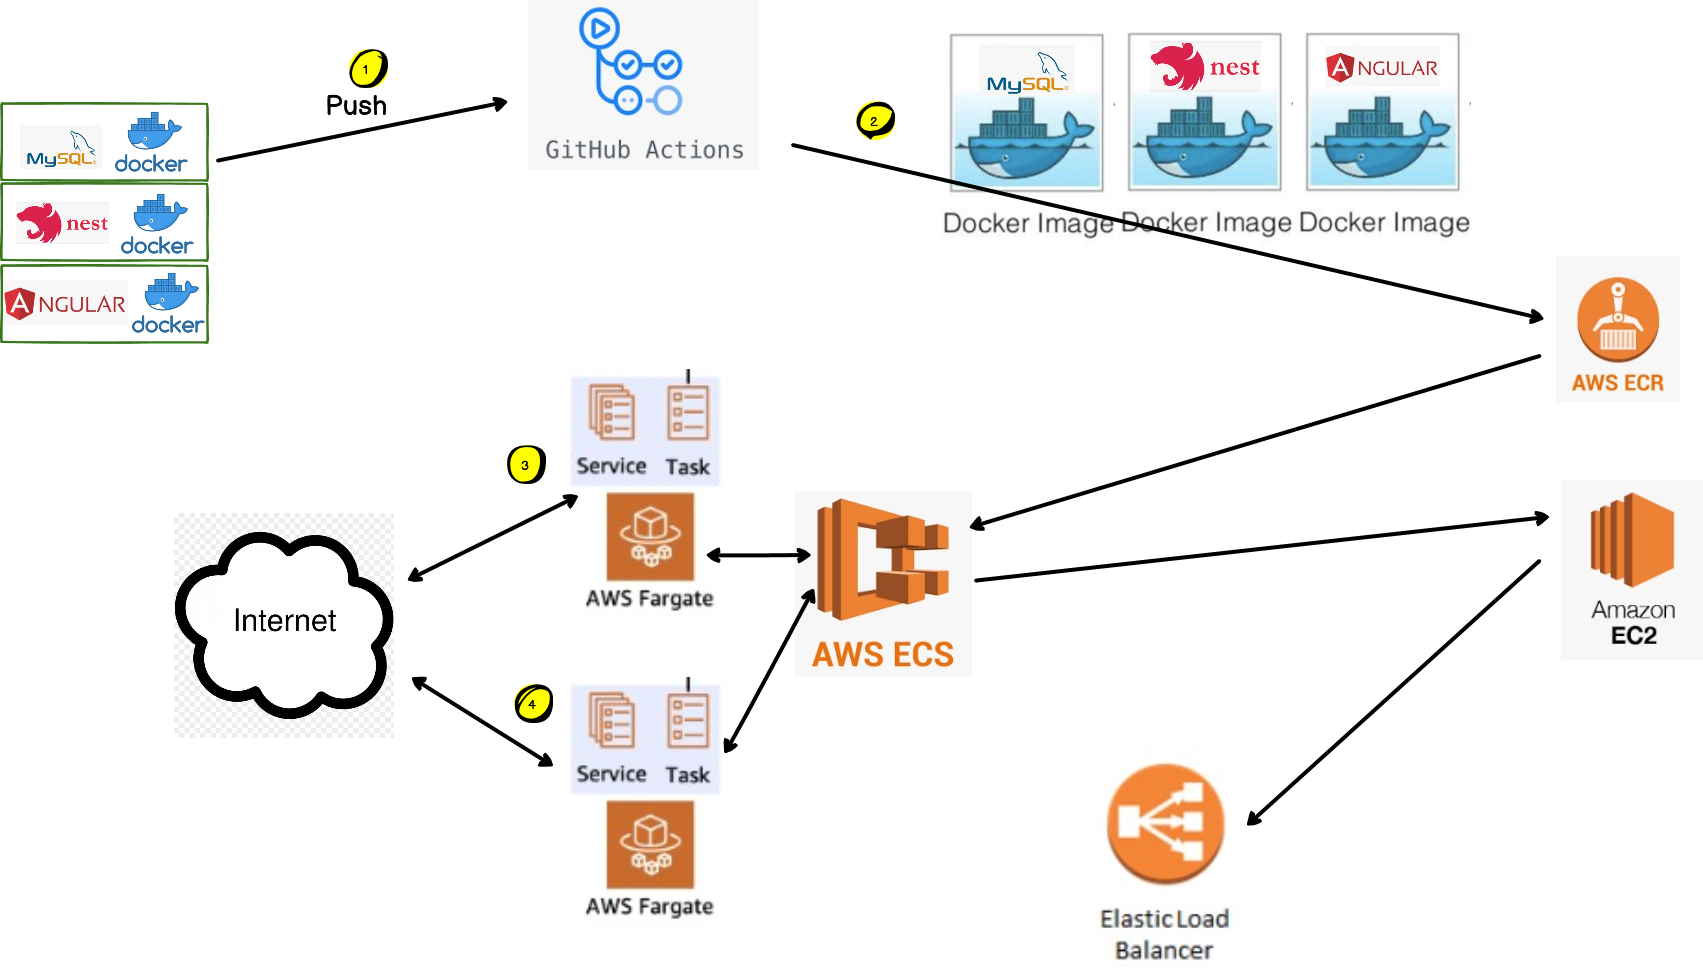 1
Push
GitHub Actions
2
MySQL
nest
ANGULAR
Docker Image
Docker Image
Docker Image
MySQL
docker
nest
docker
ANGULAR
docker
AWS ECR
Service
Task
3
AWS Fargate
Internet
AWS ECS
Amazon
EC2
4
Service
Task
AWS Fargate
Elastic Load
Balancer